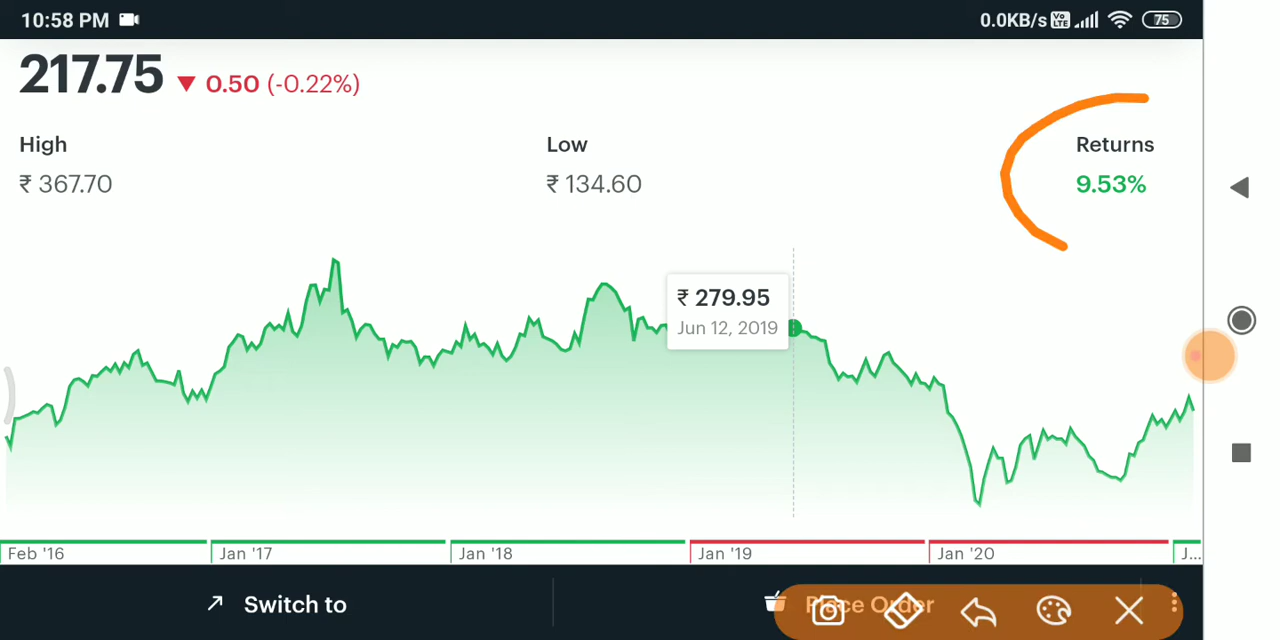 10:58 PM 0.0KB/s Vo LTE 75
217.75 ▼ 0.50 (-0.22%)
High Low Returns
₹ 367.70 ₹ 134.60 9.53%
₹ 279.95
Jun 12, 2019
Feb '16 Jan '17 Jan '18 Jan '19 Jan '20 J...
Switch to Place Order